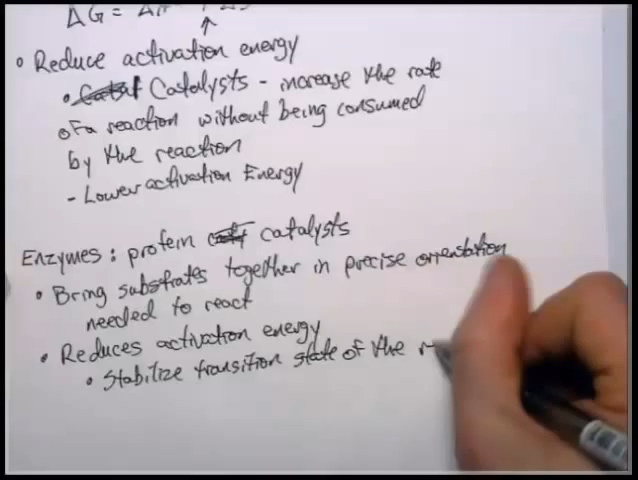 ΔG = ΔH
• Reduce activation energy
• Catalysts - increase the rate
of a reaction without being consumed
by the reaction
- Lower activation Energy
Enzymes: protein catalysts
• Bring substrates together in precise orientation
needed to react
• Reduces activation energy
• Stabilize transition state of the r